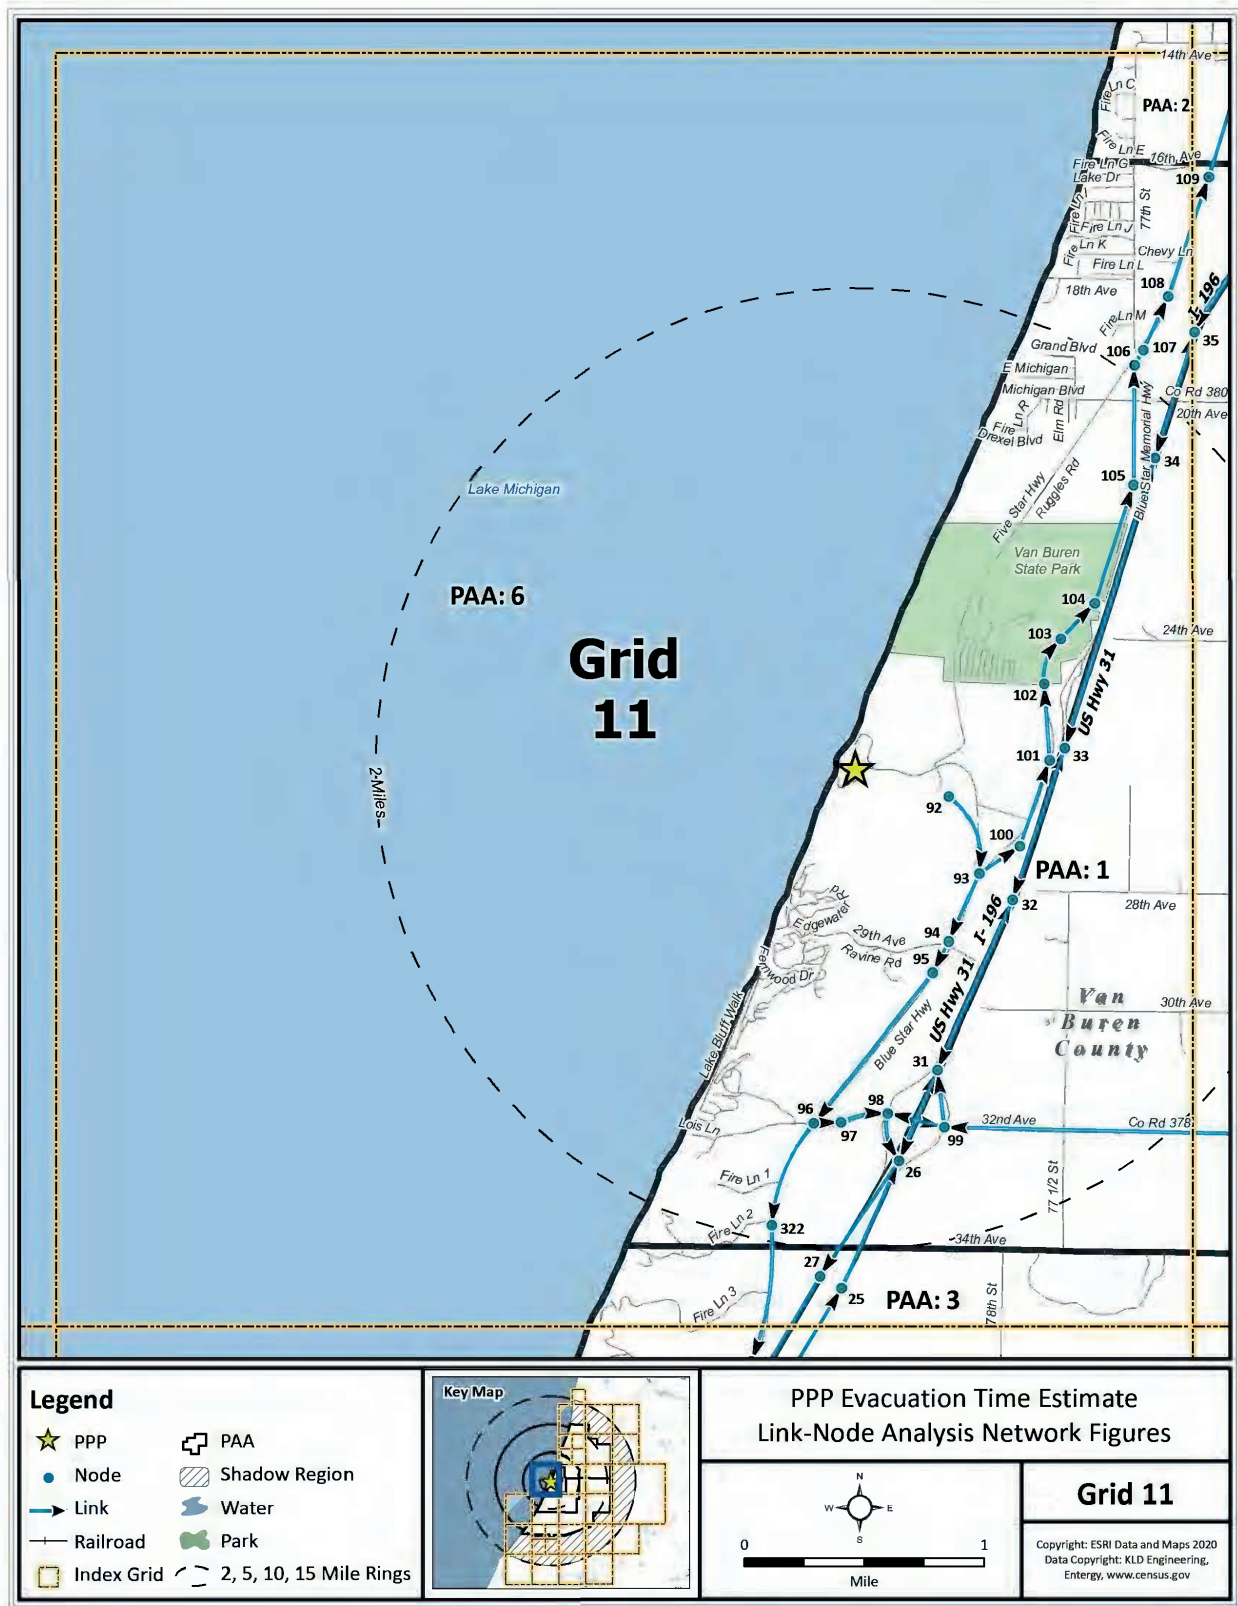 14th Ave
Fire Ln C
PAA: 2
Fire Ln E
16th Ave
Fire Ln G
Lake Dr
109
Fire Ln I
77th St
Fire Ln J
Fire Ln K
Chevy Ln
Fire Ln L
18th Ave
108
I- 196
Fire Ln M
35
Grand Blvd
106
107
E Michigan
Michigan Blvd
Co Rd 380
Fire Ln R
Elm Rd
20th Ave
Drexel Blvd
Blue Star Memorial Hwy
34
105
Lake Michigan
Five Star Hwy
Ruggles Rd
Van Buren
State Park
PAA: 6
104
103
24th Ave
Grid
11
102
US Hwy 31
101
33
2-Miles
92
100
93
PAA: 1
32
28th Ave
Edgewater Rd
I- 196
94
29th Ave
Ravine Rd
95
Fernwood Dr
US Hwy 31
Van
Buren
County
30th Ave
Blue Star Hwy
Lake Bluff Walk
31
96
97
98
99
32nd Ave
Co Rd 378
Lois Ln
26
Fire Ln 1
77 1/2 St
Fire Ln 2
322
34th Ave
27
25
PAA: 3
Fire Ln 3
78th St
Legend
PPP
PAA
Node
Shadow Region
Link
Water
Railroad
Park
Index Grid
2, 5, 10, 15 Mile Rings
Key Map
PPP Evacuation Time Estimate
Link-Node Analysis Network Figures
N
W E
S
0 1
Mile
Grid 11
Copyright: ESRI Data and Maps 2020
Data Copyright: KLD Engineering,
Entergy, www.census.gov